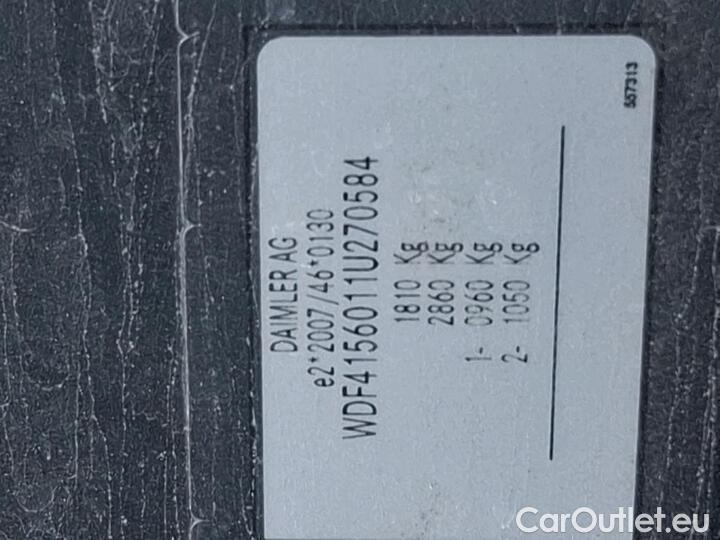 DAIMLER AG
e2*2007/46*0130
WDF4156011U270584
1810 Kg
2860 Kg
1- 0960 Kg
2- 1050 Kg
557313
CarOutlet.eu